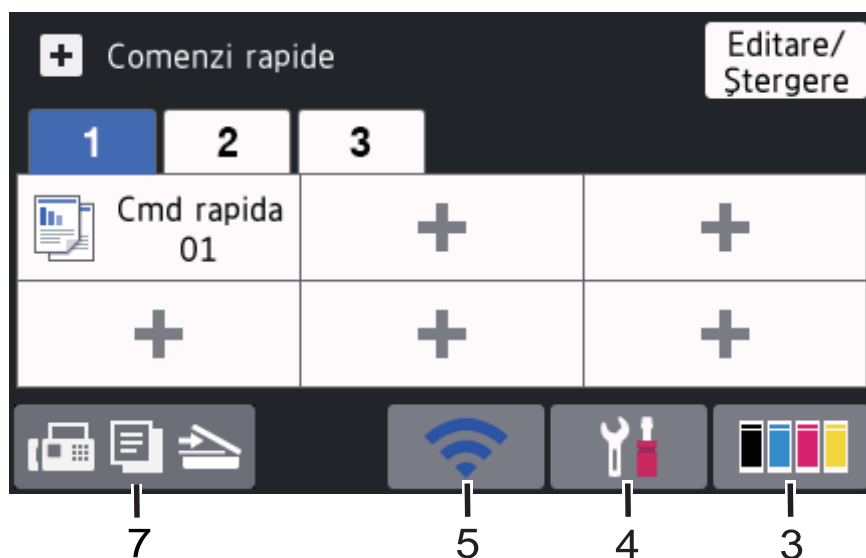 Comenzi rapide
Editare/
Ştergere
1 2 3
Cmd rapida
01
7 5 4 3